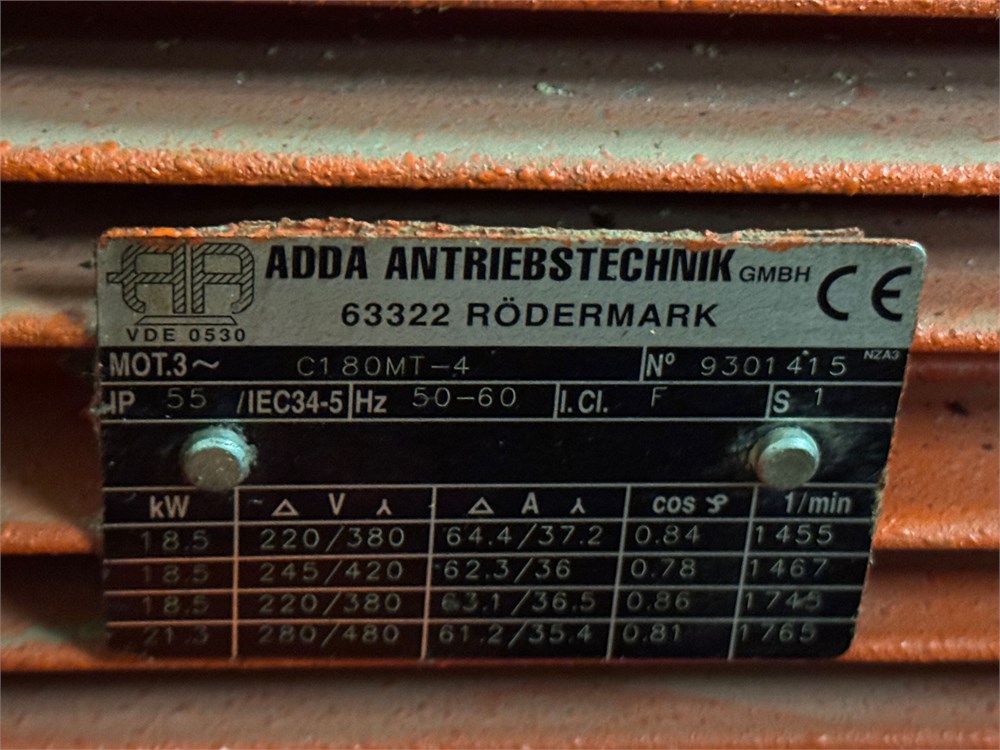 ADDA ANTRIEBSTECHNIK GMBH CE
63322 RÖDERMARK
VDE 0530
MOT.3~ C180MT-4 Nº 9301415 NZA3
IP 55 /IEC34-5 Hz 50-60 I.Cl. F S 1
kW △ V ⅄ △ A ⅄ cos φ 1/min
18.5 220/380 64.4/37.2 0.84 1455
18.5 245/420 62.3/36 0.78 1467
18.5 220/380 63.1/36.5 0.86 1745
21.3 280/480 61.2/35.4 0.81 1765